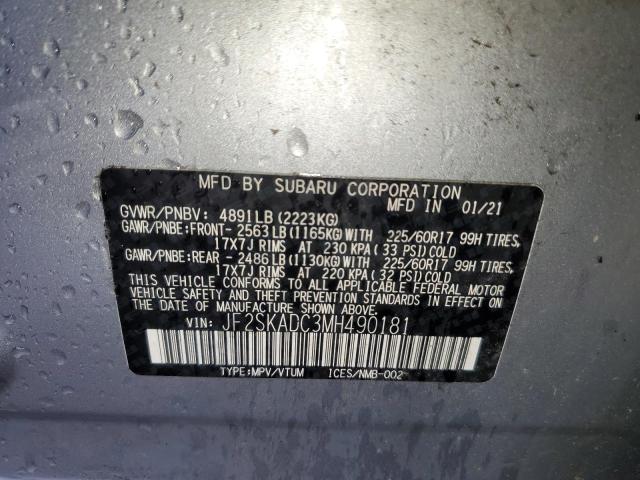 MFD BY SUBARU CORPORATION
MFD IN 01/21
GVWR/PNBV: 4891LB (2223KG)
GAWR/PNBE:FRONT- 2563LB (1165KG)WITH 225/60R17 99H TIRES,
17X7J RIMS AT 230 KPA ( 33 PSI) COLD
GAWR/PNBE: REAR - 2486LB (1130KG)WITH 225/60R17 99H TIRES,
17X7J RIMS AT 220 KPA ( 32 PSI) COLD
THIS VEHICLE CONFORMS TO ALL APPLICABLE FEDERAL MOTOR
VEHICLE SAFETY AND THEFT PREVENTION STANDARDS IN EFFECT ON
THE DATE OF MANUFACTURE SHOWN ABOVE.
VIN: JF2SKADC3MH490181
TYPE:MPV/VTUM ICES/NMB-002